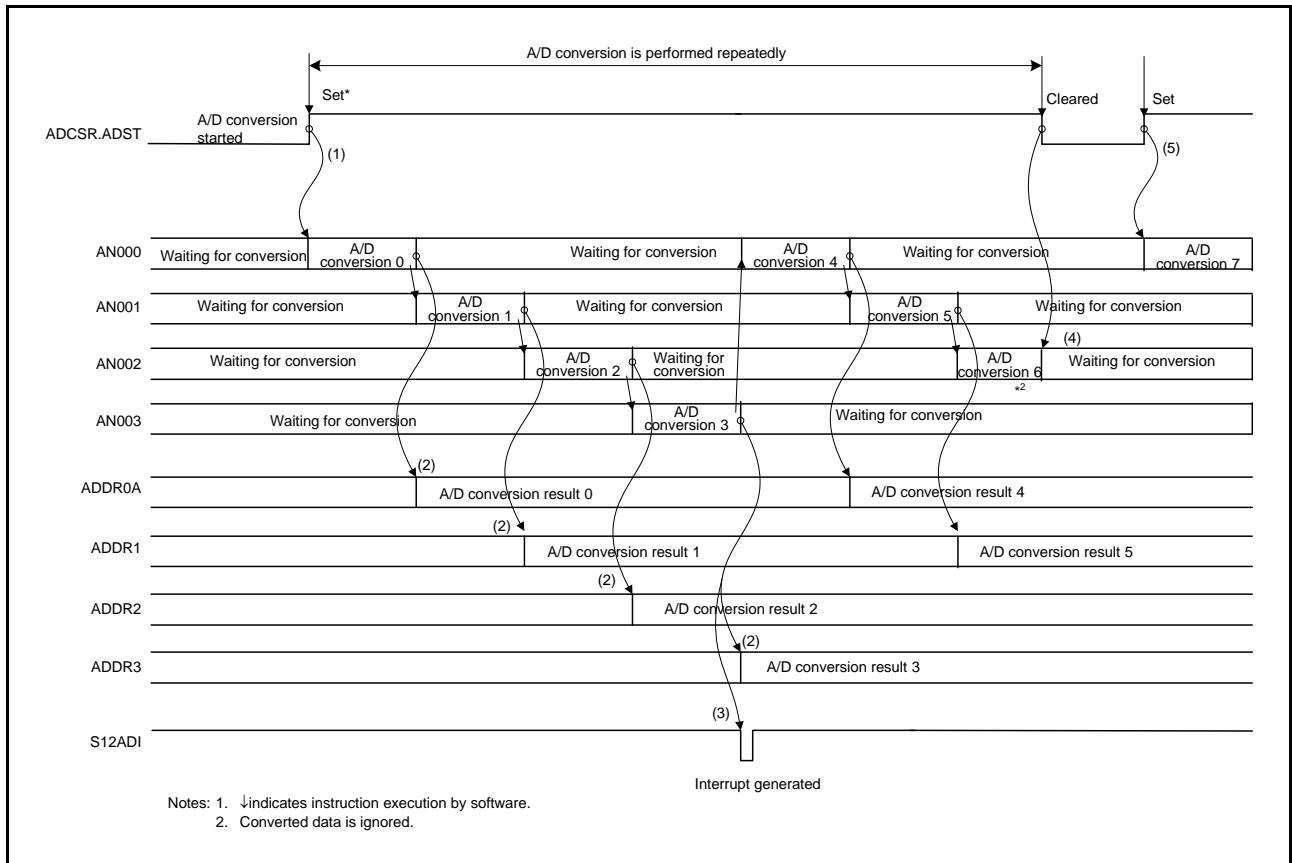 A/D conversion is performed repeatedly
Set*
Cleared
Set
ADCSR.ADST
A/D conversion
started
(1)
(5)
AN000
Waiting for conversion
A/D
conversion 0
Waiting for conversion
A/D
conversion 4
Waiting for conversion
A/D
conversion 7
AN001
Waiting for conversion
A/D
conversion 1
Waiting for conversion
A/D
conversion 5
Waiting for conversion
(4)
AN002
Waiting for conversion
A/D
conversion 2
Waiting for
conversion
A/D
conversion 6
*2
Waiting for conversion
AN003
Waiting for conversion
A/D
conversion 3
Waiting for conversion
(2)
ADDR0A
A/D conversion result 0
A/D conversion result 4
(2)
ADDR1
A/D conversion result 1
A/D conversion result 5
(2)
ADDR2
A/D conversion result 2
(2)
ADDR3
A/D conversion result 3
(3)
S12ADI
Interrupt generated
Notes: 1. ↓indicates instruction execution by software.
2. Converted data is ignored.